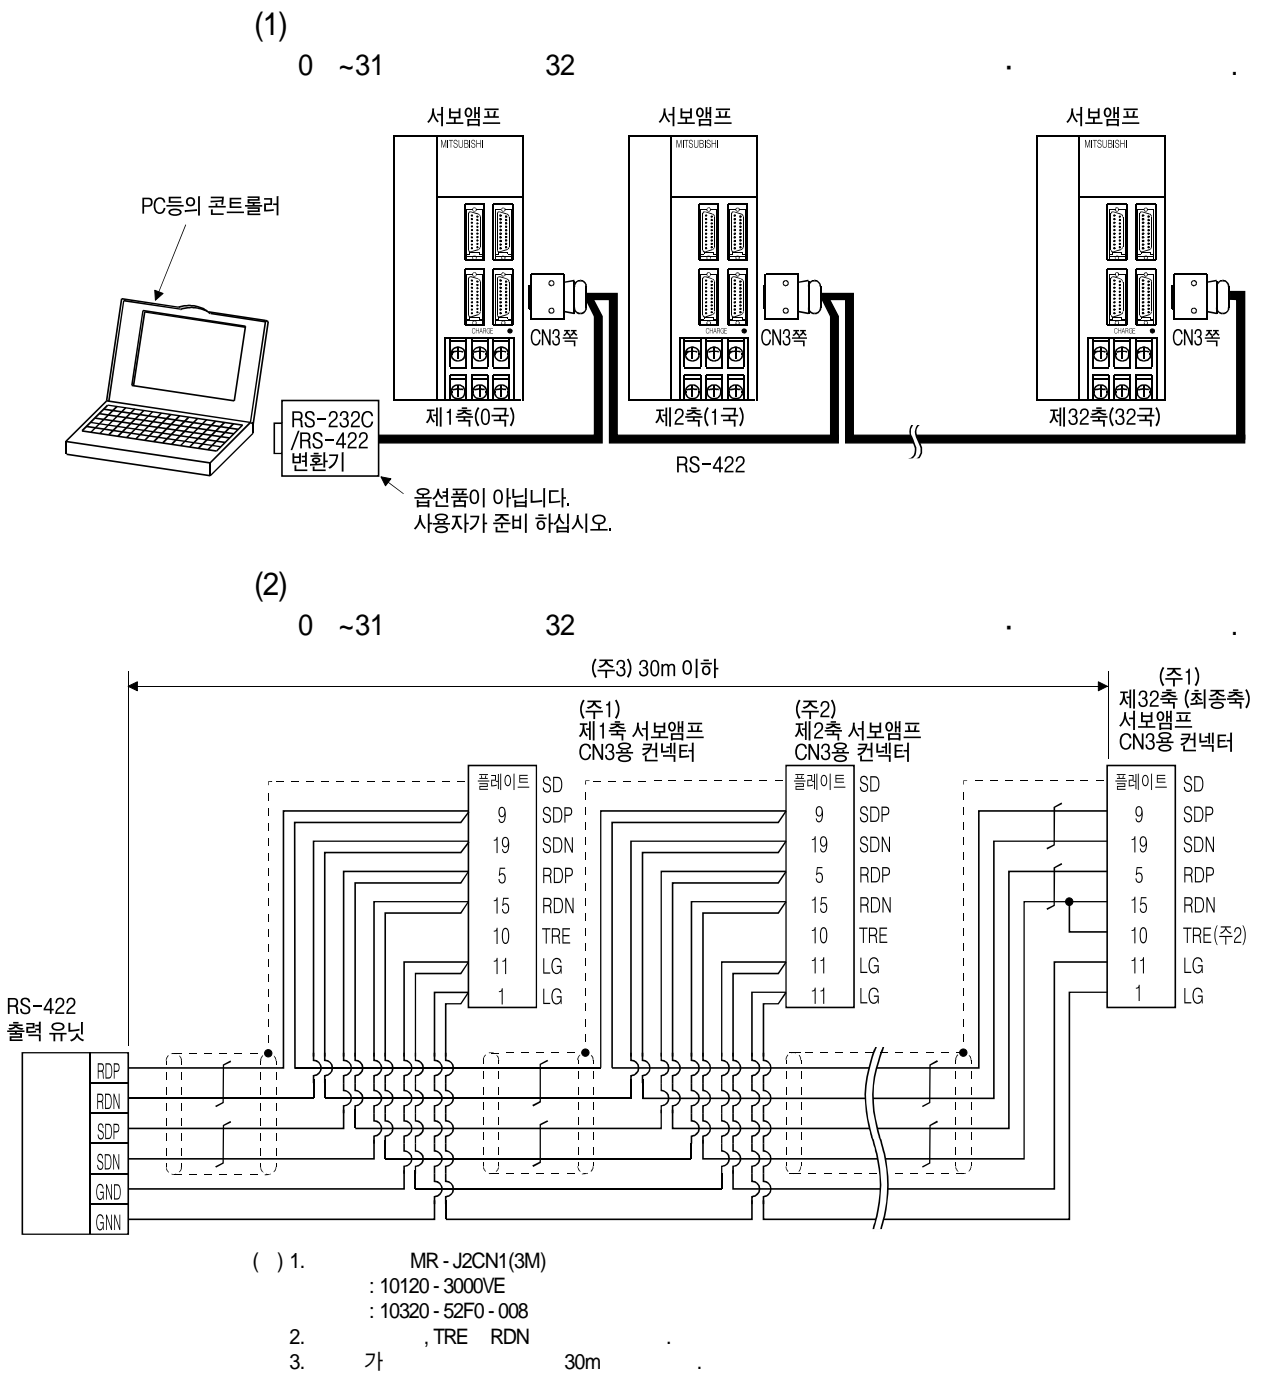 (1)
0 ~31 32 . .
서보앰프 서보앰프 서보앰프
MITSUBISHI MITSUBISHI MITSUBISHI
PC등의 콘트롤러
CHARGE CHARGE CHARGE
CN3쪽 CN3쪽 CN3쪽
제1축(0국) 제2축(1국) 제32축(32국)
RS-232C
/RS-422
변환기
RS-422
옵션품이 아닙니다.
사용자가 준비 하십시오.
(2)
0 ~31 32 . .
(주3) 30m 이하
(주1)
제1축 서보앰프
CN3용 컨넥터
(주2)
제2축 서보앰프
CN3용 컨넥터
(주1)
제32축 (최종축)
서보앰프
CN3용 컨넥터
플레이트 SD
9 SDP
19 SDN
5 RDP
15 RDN
10 TRE
11 LG
1 LG
플레이트 SD
9 SDP
19 SDN
5 RDP
15 RDN
10 TRE
11 LG
11 LG
플레이트 SD
9 SDP
19 SDN
5 RDP
15 RDN
10 TRE(주2)
11 LG
1 LG
RS-422
출력 유닛
RDP
RDN
SDP
SDN
GND
GNN
( ) 1. MR - J2CN1(3M)
: 10120 - 3000VE
: 10320 - 52F0 - 008
2. , TRE RDN .
3. 가 30m .